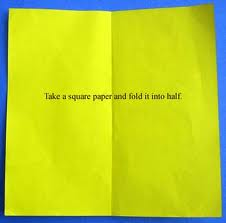 Take a square paper and fold it into half.